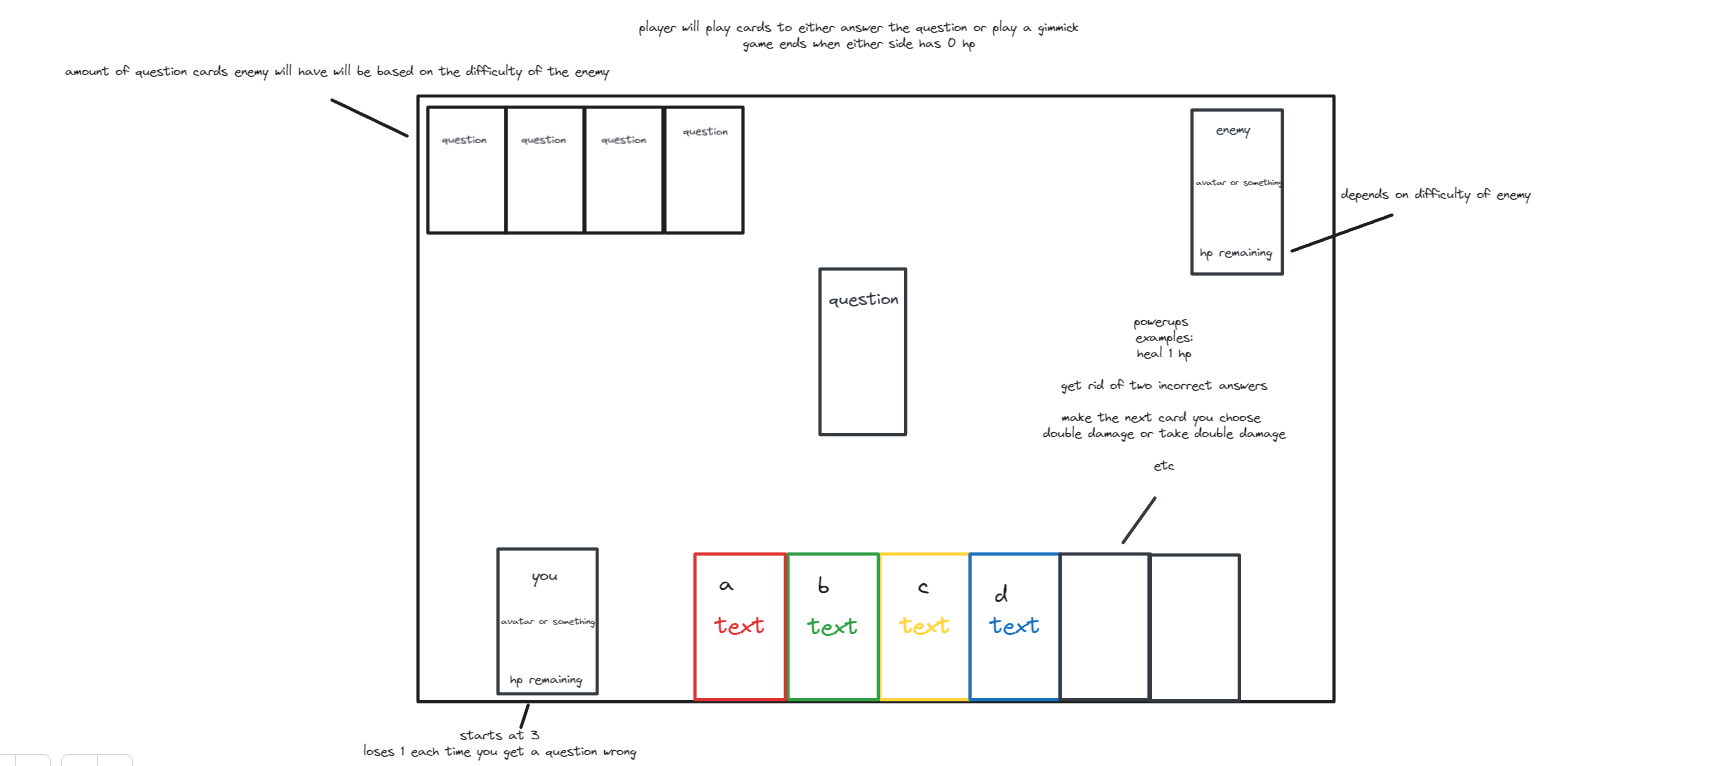 player will play cards to either answer the question or play a gimmick
game ends when either side has 0 hp
amount of question cards enemy will have will be based on the difficulty of the enemy
question
question
question
question
enemy
avatar or something
hp remaining
depends on difficulty of enemy
question
powerups
examples:
heal 1 hp
get rid of two incorrect answers
make the next card you choose
double damage or take double damage
etc
you
avatar or something
hp remaining
a
text
b
text
c
text
d
text
starts at 3
loses 1 each time you get a question wrong